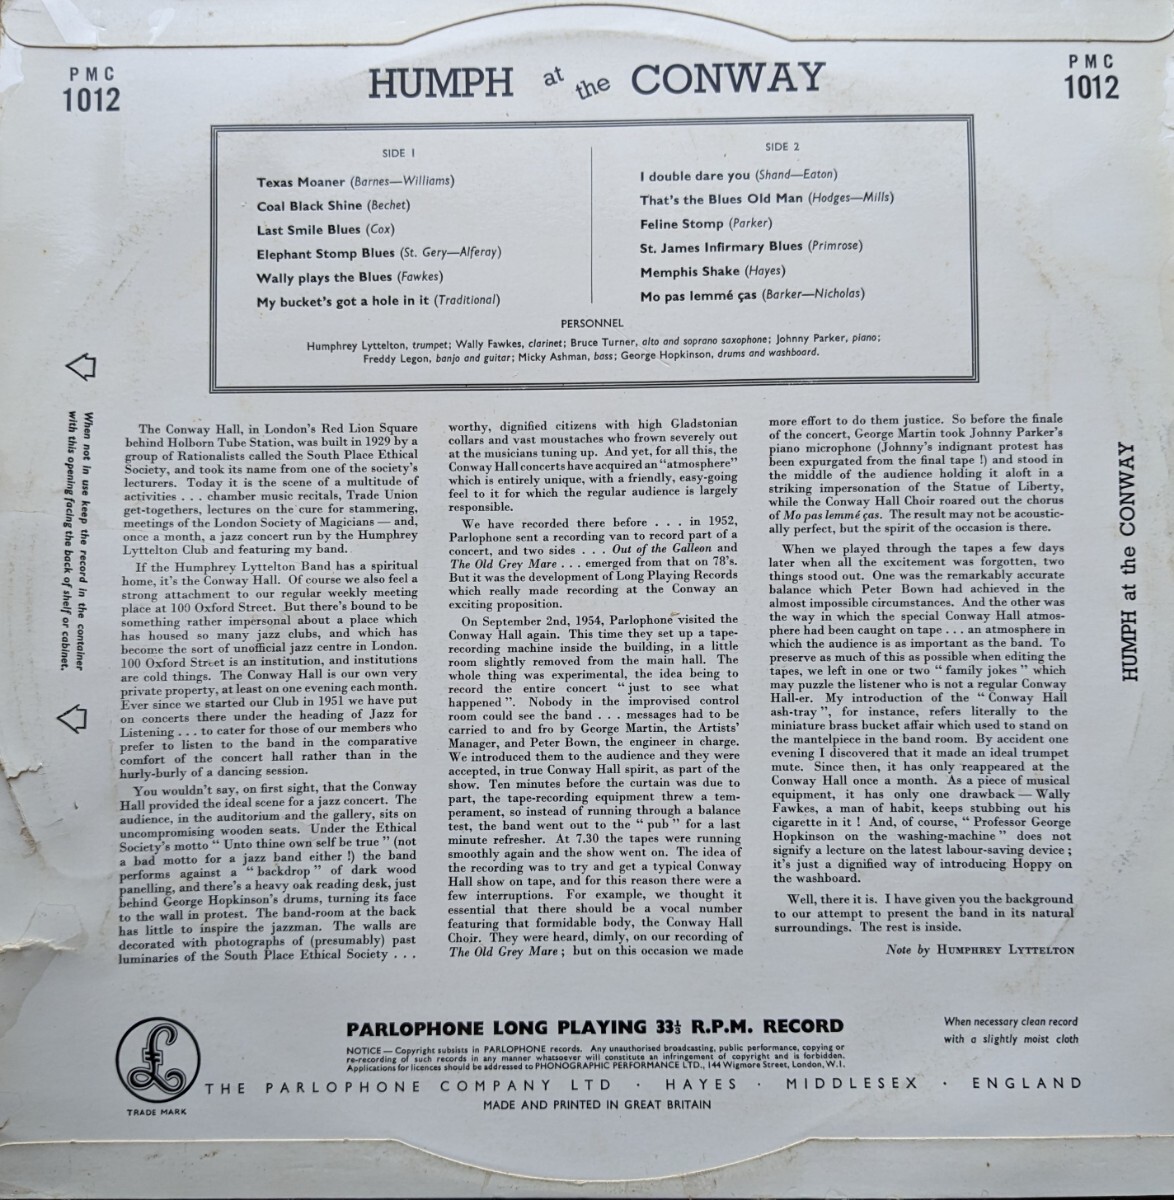 PMC
1012
HUMPH at the CONWAY
PMC
1012
SIDE 1
Texas Moaner (Barnes—Williams)
Coal Black Shine (Bechet)
Last Smile Blues (Cox)
Elephant Stomp Blues (St. Gery—Alferay)
Wally plays the Blues (Fawkes)
My bucket's got a hole in it (Traditional)
SIDE 2
I double dare you (Shand—Eaton)
That's the Blues Old Man (Hodges—Mills)
Feline Stomp (Parker)
St. James Infirmary Blues (Primrose)
Memphis Shake (Hayes)
Mo pas lemmé ças (Barker—Nicholas)
PERSONNEL
Humphrey Lyttelton, trumpet; Wally Fawkes, clarinet; Bruce Turner, alto and soprano saxophone; Johnny Parker, piano;
Freddy Legon, banjo and guitar; Micky Ashman, bass; George Hopkinson, drums and washboard.
When not in use keep the record in the container
with this opening facing the back of shelf or cabinet.
The Conway Hall, in London's Red Lion Square
behind Holborn Tube Station, was built in 1929 by a
group of Rationalists called the South Place Ethical
Society, and took its name from one of the society's
lecturers. Today it is the scene of a multitude of
activities . . . chamber music recitals, Trade Union
get-togethers, lectures on the cure for stammering,
meetings of the London Society of Magicians — and,
once a month, a jazz concert run by the Humphrey
Lyttelton Club and featuring my band.
If the Humphrey Lyttelton Band has a spiritual
home, it's the Conway Hall. Of course we also feel a
strong attachment to our regular weekly meeting
place at 100 Oxford Street. But there's bound to be
something rather impersonal about a place which
has housed so many jazz clubs, and which has
become the sort of unofficial jazz centre in London.
100 Oxford Street is an institution, and institutions
are cold things. The Conway Hall is our own very
private property, at least on one evening each month.
Ever since we started our Club in 1951 we have put
on concerts there under the heading of Jazz for
Listening . . . to cater for those of our members who
prefer to listen to the band in the comparative
comfort of the concert hall rather than in the
hurly-burly of a dancing session.
You wouldn't say, on first sight, that the Conway
Hall provided the ideal scene for a jazz concert. The
audience, in the auditorium and the gallery, sits on
uncompromising wooden seats. Under the Ethical
Society's motto " Unto thine own self be true " (not
a bad motto for a jazz band either !) the band
performs against a " backdrop " of dark wood
panelling, and there's a heavy oak reading desk, just
behind George Hopkinson's drums, turning its face
to the wall in protest. The band-room at the back
has little to inspire the jazzman. The walls are
decorated with photographs of (presumably) past
luminaries of the South Place Ethical Society . . .
worthy, dignified citizens with high Gladstonian
collars and vast moustaches who frown severely out
at the musicians tuning up. And yet, for all this, the
Conway Hall concerts have acquired an "atmosphere"
which is entirely unique, with a friendly, easy-going
feel to it for which the regular audience is largely
responsible.
We have recorded there before . . . in 1952,
Parlophone sent a recording van to record part of a
concert, and two sides . . . Out of the Galleon and
The Old Grey Mare . . . emerged from that on 78's.
But it was the development of Long Playing Records
which really made recording at the Conway an
exciting proposition.
On September 2nd, 1954, Parlophone visited the
Conway Hall again. This time they set up a tape-
recording machine inside the building, in a little
room slightly removed from the main hall. The
whole thing was experimental, the idea being to
record the entire concert " just to see what
happened ". Nobody in the improvised control
room could see the band . . . messages had to be
carried to and fro by George Martin, the Artists'
Manager, and Peter Bown, the engineer in charge.
We introduced them to the audience and they were
accepted, in true Conway Hall spirit, as part of the
show. Ten minutes before the curtain was due to
part, the tape-recording equipment threw a tem-
perament, so instead of running through a balance
test, the band went out to the " pub " for a last
minute refresher. At 7.30 the tapes were running
smoothly again and the show went on. The idea of
the recording was to try and get a typical Conway
Hall show on tape, and for this reason there were a
few interruptions. For example, we thought it
essential that there should be a vocal number
featuring that formidable body, the Conway Hall
Choir. They were heard, dimly, on our recording of
The Old Grey Mare ; but on this occasion we made
more effort to do them justice. So before the finale
of the concert, George Martin took Johnny Parker's
piano microphone (Johnny's indignant protest has
been expurgated from the final tape !) and stood in
the middle of the audience holding it aloft in a
striking impersonation of the Statue of Liberty,
while the Conway Hall Choir roared out the chorus
of Mo pas lemmé ças. The result may not be acoustic-
ally perfect, but the spirit of the occasion is there.
When we played through the tapes a few days
later when all the excitement was forgotten, two
things stood out. One was the remarkably accurate
balance which Peter Bown had achieved in the
almost impossible circumstances. And the other was
the way in which the special Conway Hall atmos-
phere had been caught on tape . . . an atmosphere in
which the audience is as important as the band. To
preserve as much of this as possible when editing the
tapes, we left in one or two " family jokes " which
may puzzle the listener who is not a regular Conway
Hall-er. My introduction of the " Conway Hall
ash-tray ", for instance, refers literally to the
miniature brass bucket affair which used to stand on
the mantelpiece in the band room. By accident one
evening I discovered that it made an ideal trumpet
mute. Since then, it has only reappeared at the
Conway Hall once a month. As a piece of musical
equipment, it has only one drawback — Wally
Fawkes, a man of habit, keeps stubbing out his
cigarette in it ! And, of course, " Professor George
Hopkinson on the washing-machine " does not
signify a lecture on the latest labour-saving device ;
it's just a dignified way of introducing Hoppy on
the washboard.
Well, there it is. I have given you the background
to our attempt to present the band in its natural
surroundings. The rest is inside.
Note by HUMPHREY LYTTELTON
HUMPH at the CONWAY
£
TRADE MARK
PARLOPHONE LONG PLAYING 33⅓ R.P.M. RECORD
NOTICE — Copyright subsists in PARLOPHONE records. Any unauthorised broadcasting, public performance, copying or
re-recording of such records in any manner whatsoever will constitute an infringement of copyright and is forbidden.
Applications for licences should be addressed to PHONOGRAPHIC PERFORMANCE LTD., 144 Wigmore Street, London, W.1.
When necessary clean record
with a slightly moist cloth
THE PARLOPHONE COMPANY LTD · HAYES · MIDDLESEX · ENGLAND
MADE AND PRINTED IN GREAT BRITAIN